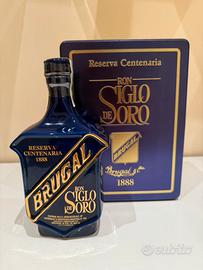 Reserva Centenaria
RON
SIGLO
DE ORO
BRUGAL
Brugal & Co.
1888
RESERVA
CENTENARIA
1888
BRUGAL
RON
SIGLO
DE ORO
subito